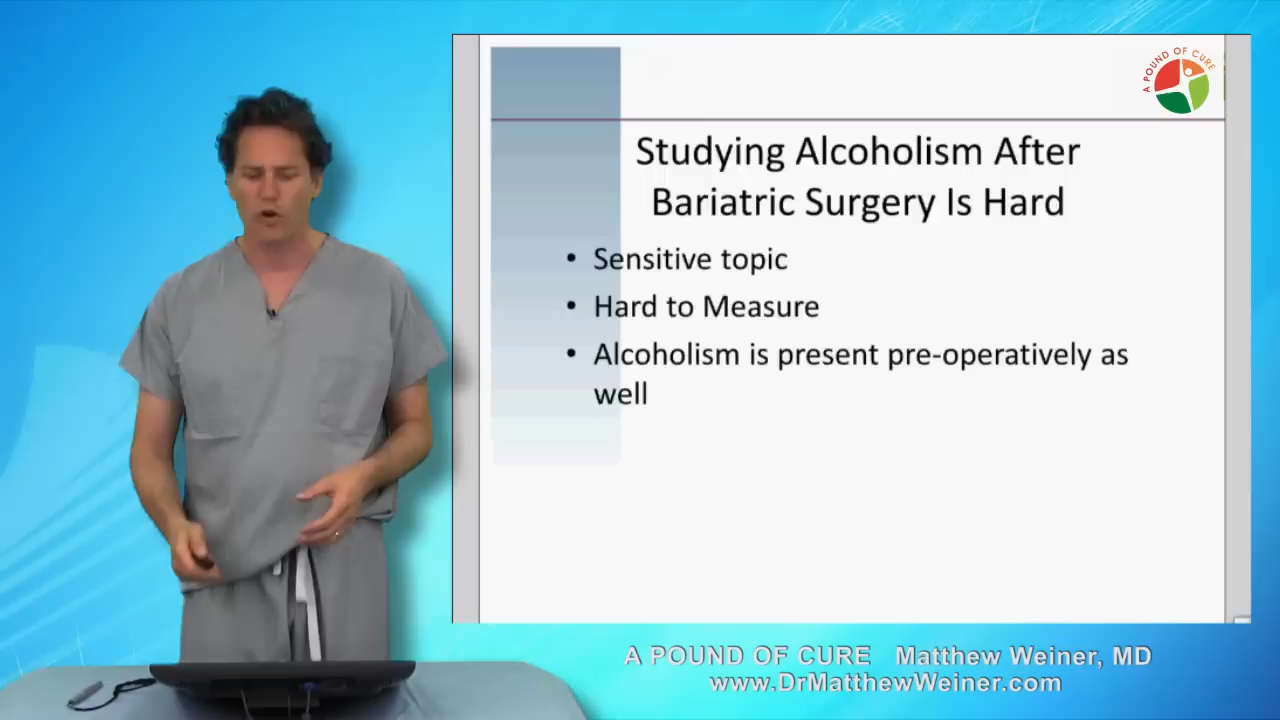 A POUND OF CURE
Studying Alcoholism After
Bariatric Surgery Is Hard
• Sensitive topic
• Hard to Measure
• Alcoholism is present pre-operatively as
well
A POUND OF CURE Matthew Weiner, MD
www.DrMatthewWeiner.com